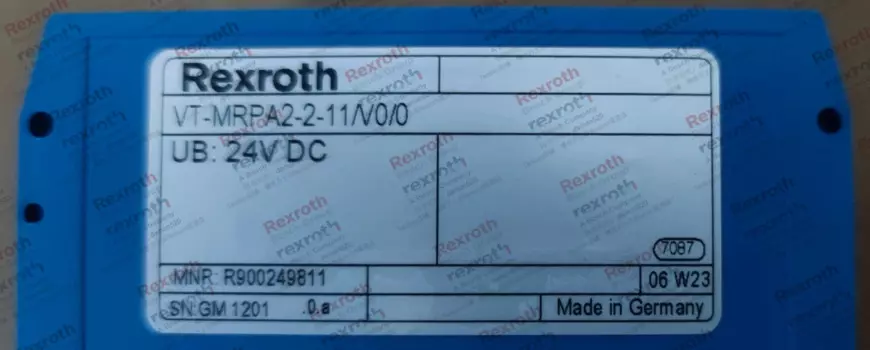 Rexroth
VT-MRPA2-2-11/V0/0
UB: 24V DC
7087
MNR: R900249811
06 W23
SN:GM 1201 .0.a
Made in Germany